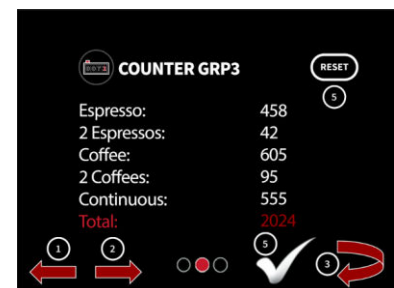 COUNTER GRP3
RESET
5
Espresso: 458
2 Espressos: 42
Coffee: 605
2 Coffees: 95
Continuous: 555
Total: 2024
1
2
5
3